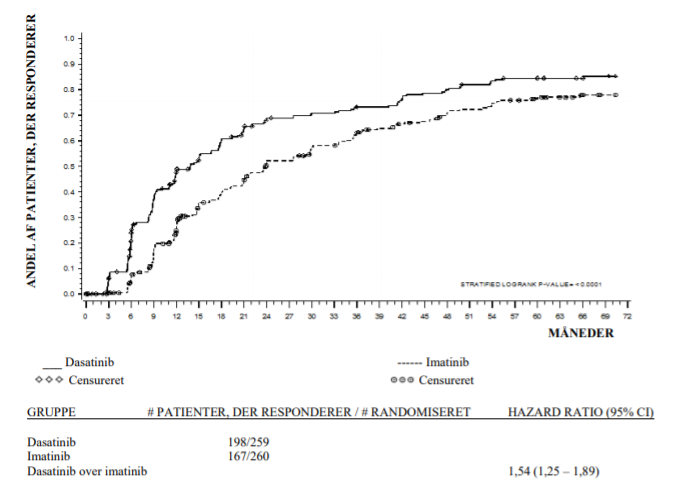 ANDEL AF PATIENTER, DER RESPONDERER
1.0
0.9
0.8
0.7
0.6
0.5
0.4
0.3
0.2
0.1
0.0
STRATIFIED LOGRANK P-VALUE= <0.0001
0 3 6 9 12 15 18 21 24 27 30 33 36 39 42 45 48 51 54 57 60 63 66 69 72
MÅNEDER
___ Dasatinib ------ Imatinib
Censureret Censureret
GRUPPE # PATIENTER, DER RESPONDERER / # RANDOMISERET HAZARD RATIO (95% CI)
Dasatinib 198/259
Imatinib 167/260
Dasatinib over imatinib 1,54 (1,25 – 1,89)